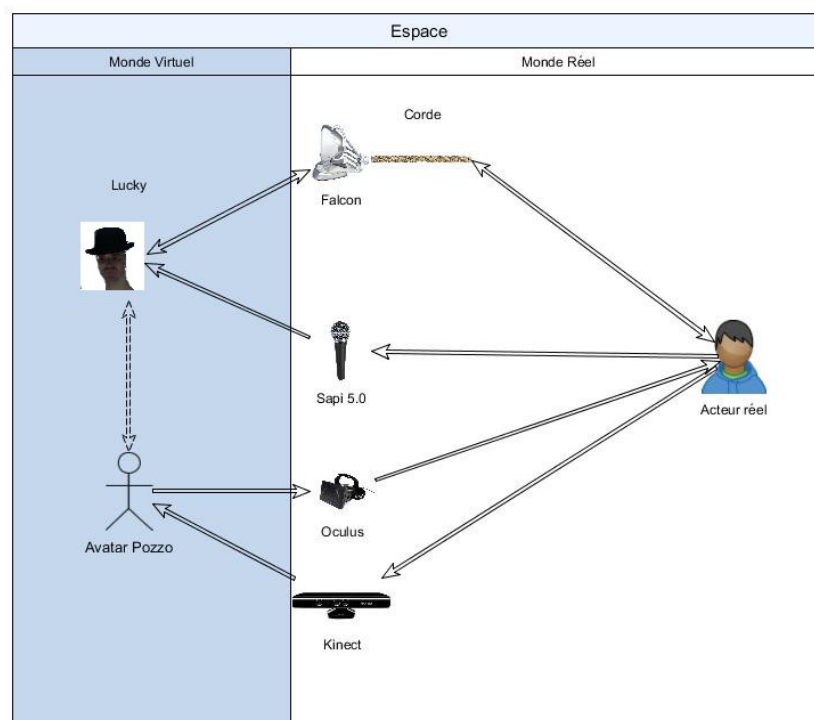 Espace
Monde Virtuel
Monde Réel
Corde
Lucky
Falcon
Sapi 5.0
Acteur réel
Oculus
Avatar Pozzo
Kinect